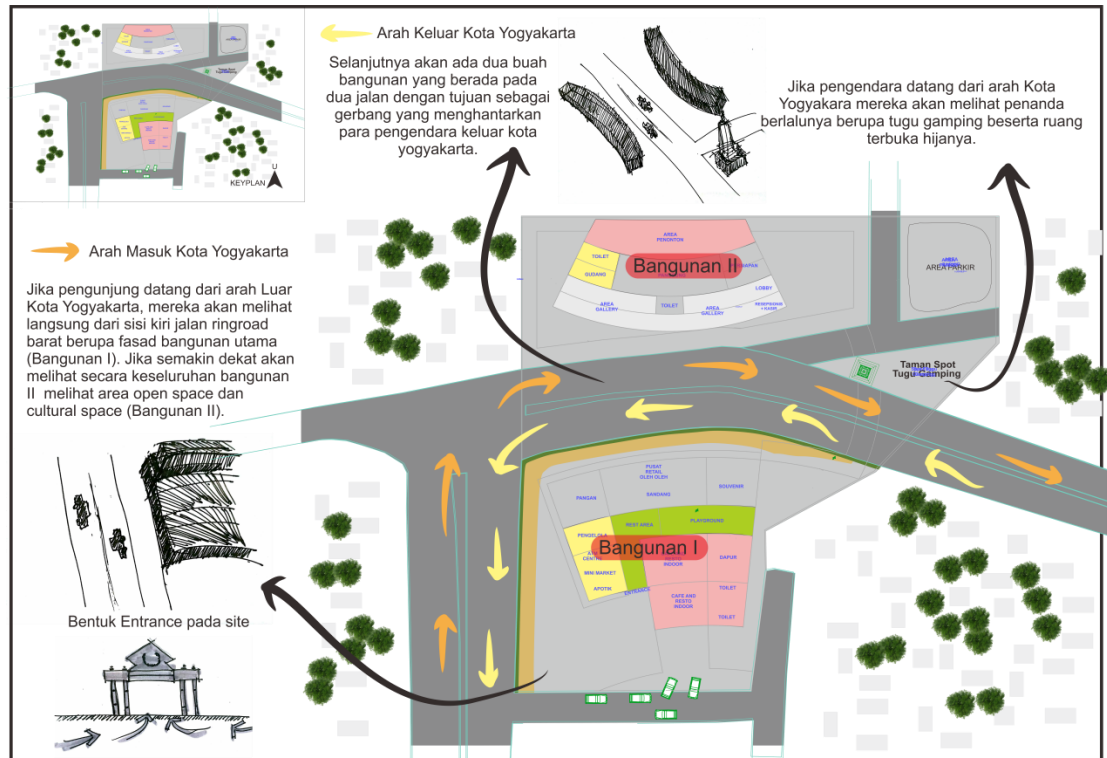 KEYPLAN
U
Arah Keluar Kota Yogyakarta
Selanjutnya akan ada dua buah
bangunan yang berada pada
dua jalan dengan tujuan sebagai
gerbang yang menghantarkan
para pengendara keluar kota
yogyakarta.
Jika pengendara datang dari arah Kota
Yogyakara mereka akan melihat penanda
berlalunya berupa tugu gamping beserta ruang
terbuka hijanya.
Arah Masuk Kota Yogyakarta
Jika pengunjung datang dari arah Luar
Kota Yogyakarta, mereka akan melihat
langsung dari sisi kiri jalan ringroad
barat berupa fasad bangunan utama
(Bangunan I). Jika semakin dekat akan
melihat secara keseluruhan bangunan
II melihat area open space dan
cultural space (Bangunan II).
Bentuk Entrance pada site
AREA
PENONTON
TOILET
GUDANG
Bangunan II
LOBBY
AREA
GALLERY
TOILET
AREA
GALLERY
AREA PARKIR
Taman Spot
Tugu Gamping
PUSAT
RETAIL
OLEH OLEH
PANGAN
SANDANG
SOUVENIR
REST AREA
PLAYGROUND
PENGELOLA
Bangunan I
CENTRE
INDOOR
DAPUR
MINI MARKET
APOTIK
ENTRANCE
CAFE AND
RESTO
INDOOR
TOILET
TOILET